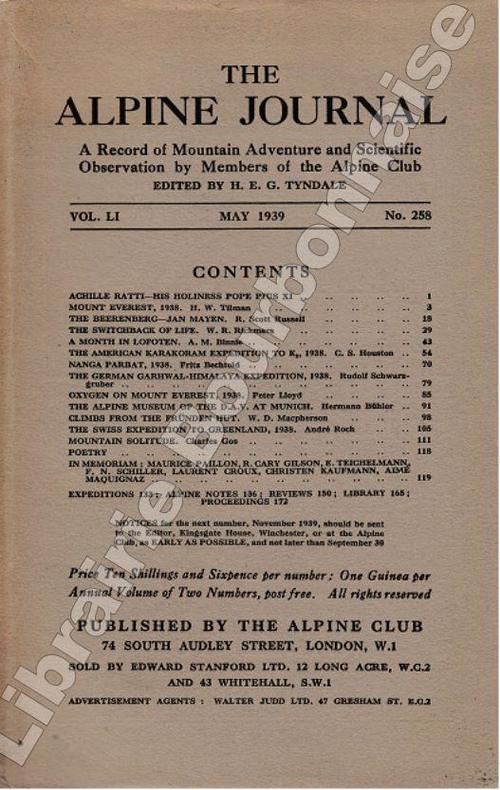 THE
ALPINE JOURNAL
A Record of Mountain Adventure and Scientific
Observation by Members of the Alpine Club
EDITED BY H. E. G. TYNDALE
VOL. LI MAY 1939 No. 258
CONTENTS
ACHILLE RATTI—HIS HOLINESS POPE PIUS XI .. .. .. .. .. 1
MOUNT EVEREST, 1938. H. W. Tilman .. .. .. .. 3
THE BEERENBERG—JAN MAYEN. R. Scott Russell .. .. .. .. 18
THE SWITCHBACK OF LIFE. W. R. Rickmers .. .. .. .. 29
A MONTH IN LOFOTEN. A. M. Binnie .. .. .. .. 43
THE AMERICAN KARAKORAM EXPEDITION TO K2, 1938. C. S. Houston .. 54
NANGA PARBAT, 1938. Fritz Bechtold .. .. .. .. 70
THE GERMAN GARHWAL-HIMALAYA EXPEDITION, 1938. Rudolf Schwarz-
gruber .. .. .. .. 79
OXYGEN ON MOUNT EVEREST, 1938. Peter Lloyd .. .. .. .. 85
THE ALPINE MUSEUM OF THE D.A.V. AT MUNICH. Hermann Bühler .. 91
CLIMBS FROM THE FRÜNDEN HUT. W. D. Macpherson .. .. .. 98
THE SWISS EXPEDITION TO GREENLAND, 1938. André Roch .. .. .. 105
MOUNTAIN SOLITUDE. Charles Gos .. .. .. .. 111
POETRY .. .. .. .. 118
IN MEMORIAM : MAURICE PAILLON, R. CARY GILSON, E. TEICHELMANN,
F. N. SCHILLER, LAURENT CROUX, CHRISTEN KAUFMANN, AIMÉ
MAQUIGNAZ .. .. .. .. 119
EXPEDITIONS 133 ; ALPINE NOTES 136 ; REVIEWS 150 ; LIBRARY 165 ;
PROCEEDINGS 172
NOTICES for the next number, November 1939, should be sent
to the Editor, Kingsgate House, Winchester, or at the Alpine
Club, as EARLY AS POSSIBLE, and not later than September 30
Price Ten Shillings and Sixpence per number ; One Guinea per
Annual Volume of Two Numbers, post free. All rights reserved
PUBLISHED BY THE ALPINE CLUB
74 SOUTH AUDLEY STREET, LONDON, W.1
SOLD BY EDWARD STANFORD LTD. 12 LONG ACRE, W.C.2
AND 43 WHITEHALL, S.W.1
ADVERTISEMENT AGENTS : WALTER JUDD LTD. 47 GRESHAM ST. E.C.2
Librairie Bourbonnaise